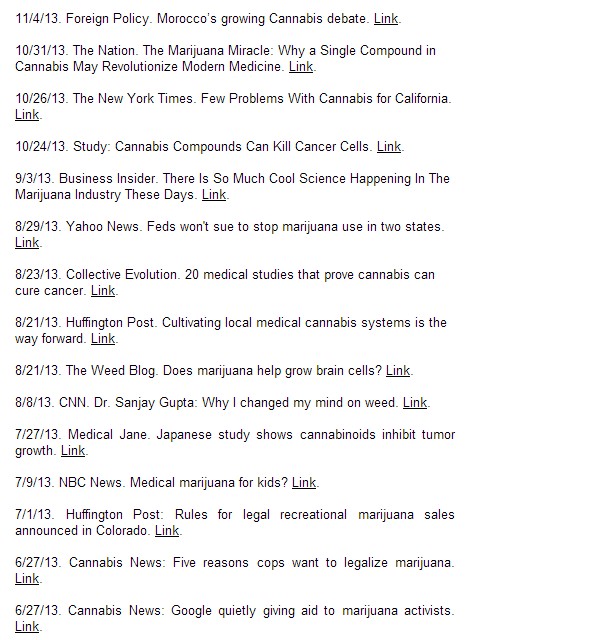 11/4/13. Foreign Policy. Morocco's growing Cannabis debate. Link.
10/31/13. The Nation. The Marijuana Miracle: Why a Single Compound in
Cannabis May Revolutionize Modern Medicine. Link.
10/26/13. The New York Times. Few Problems With Cannabis for California.
Link.
10/24/13. Study: Cannabis Compounds Can Kill Cancer Cells. Link.
9/3/13. Business Insider. There Is So Much Cool Science Happening In The
Marijuana Industry These Days. Link.
8/29/13. Yahoo News. Feds won't sue to stop marijuana use in two states.
Link.
8/23/13. Collective Evolution. 20 medical studies that prove cannabis can
cure cancer. Link.
8/21/13. Huffington Post. Cultivating local medical cannabis systems is the
way forward. Link.
8/21/13. The Weed Blog. Does marijuana help grow brain cells? Link.
8/8/13. CNN. Dr. Sanjay Gupta: Why I changed my mind on weed. Link.
7/27/13. Medical Jane. Japanese study shows cannabinoids inhibit tumor
growth. Link.
7/9/13. NBC News. Medical marijuana for kids? Link.
7/1/13. Huffington Post: Rules for legal recreational marijuana sales
announced in Colorado. Link.
6/27/13. Cannabis News: Five reasons cops want to legalize marijuana.
Link.
6/27/13. Cannabis News: Google quietly giving aid to marijuana activists.
Link.